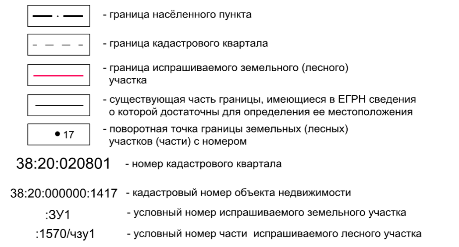 - граница насёленного пункта
- граница кадастрового квартала
- граница испрашиваемого земельного (лесного)
участка
- существующая часть границы, имеющиеся в ЕГРН сведения
о которой достаточны для определения ее местоположения
17 - поворотная точка границы земельных (лесных)
участков (части) с номером
38:20:020801 - номер кадастрового квартала
38:20:000000:1417 - кадастровый номер объекта недвижимости
:ЗУ1 - условный номер испрашиваемого земельного участка
:1570/чзу1 - условный номер части испрашиваемого лесного участка